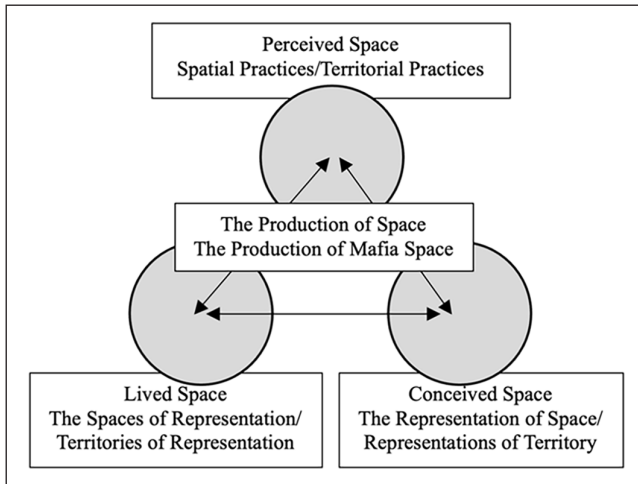 Perceived Space
Spatial Practices/Territorial Practices
The Production of Space
The Production of Mafia Space
Lived Space
The Spaces of Representation/
Territories of Representation
Conceived Space
The Representation of Space/
Representations of Territory